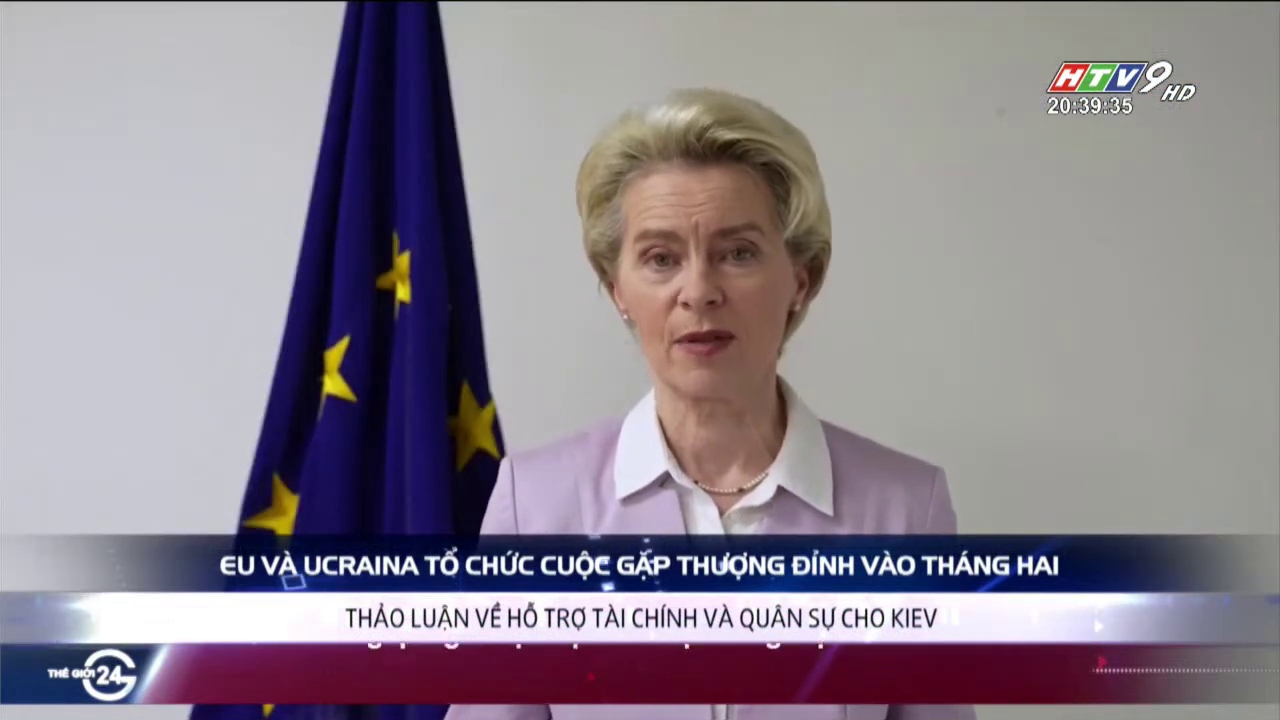 HTV9 HD
20:39:35
EU VÀ UCRAINA TỔ CHỨC CUỘC GẶP THƯỢNG ĐỈNH VÀO THÁNG HAI
THẢO LUẬN VỀ HỖ TRỢ TÀI CHÍNH VÀ QUÂN SỰ CHO KIEV
THẾ GIỚI 24G